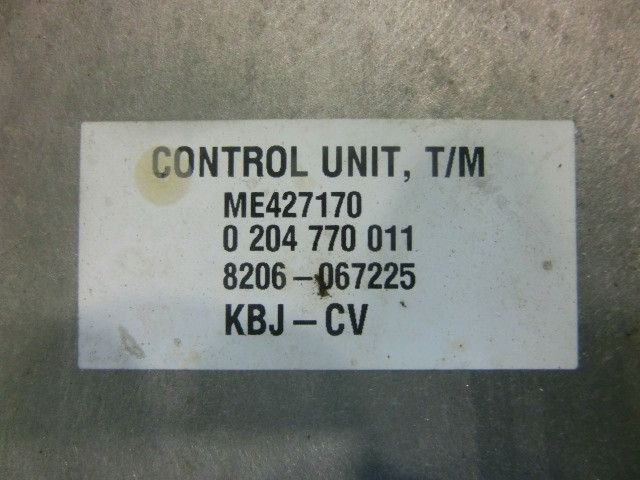 CONTROL UNIT, T/M
ME427170
0 204 770 011
8206-067225
KBJ-CV